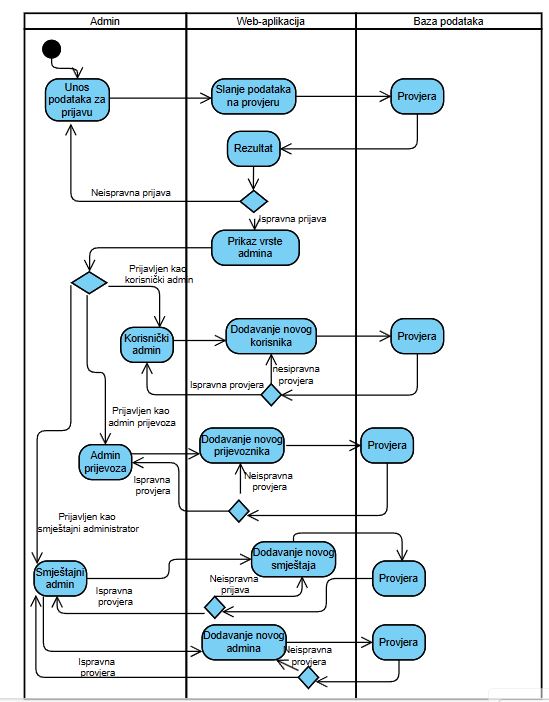 Admin
Web-aplikacija
Baza podataka
Unos
podataka za
prijavu
Slanje podataka
na provjeru
Provjera
Rezultat
Neispravna prijava
Ispravna prijava
Prikaz vrste
admina
Prijavljen kao
korisnički admin
Korisnički
admin
Dodavanje novog
korisnika
Provjera
Ispravna provjera
nesipravna
provjera
Prijavljen kao
admin prijevoza
Admin
prijevoza
Dodavanje novog
prijevoznika
Provjera
Ispravna
provjera
Neispravna
provjera
Prijavljen kao
smještajni administrator
Smještajni
admin
Dodavanje novog
smještaja
Provjera
Ispravna
provjera
Neispravna
prijava
Dodavanje novog
admina
Provjera
Ispravna
provjera
Neispravna
provjera